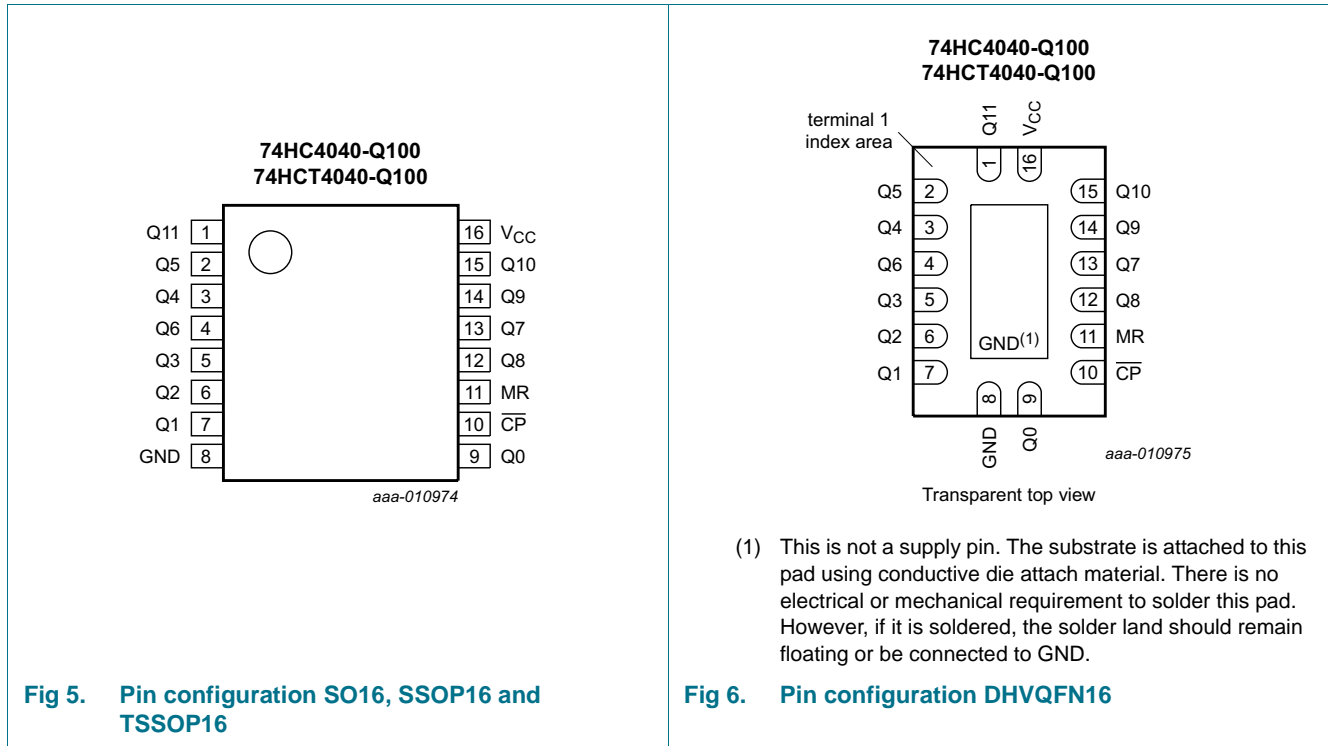 74HC4040-Q100
74HCT4040-Q100
Q11 1 16 VCC
Q5 2 15 Q10
Q4 3 14 Q9
Q6 4 13 Q7
Q3 5 12 Q8
Q2 6 11 MR
Q1 7 10 C̅P̅
GND 8 9 Q0
aaa-010974
Fig 5. Pin configuration SO16, SSOP16 and
TSSOP16
74HC4040-Q100
74HCT4040-Q100
terminal 1
index area
Q11 VCC
1 16
Q5 2 15 Q10
Q4 3 14 Q9
Q6 4 13 Q7
Q3 5 12 Q8
Q2 6 GND(1) 11 MR
Q1 7 10 C̅P̅
8 9
GND Q0
aaa-010975
Transparent top view
(1) This is not a supply pin. The substrate is attached to this
pad using conductive die attach material. There is no
electrical or mechanical requirement to solder this pad.
However, if it is soldered, the solder land should remain
floating or be connected to GND.
Fig 6. Pin configuration DHVQFN16